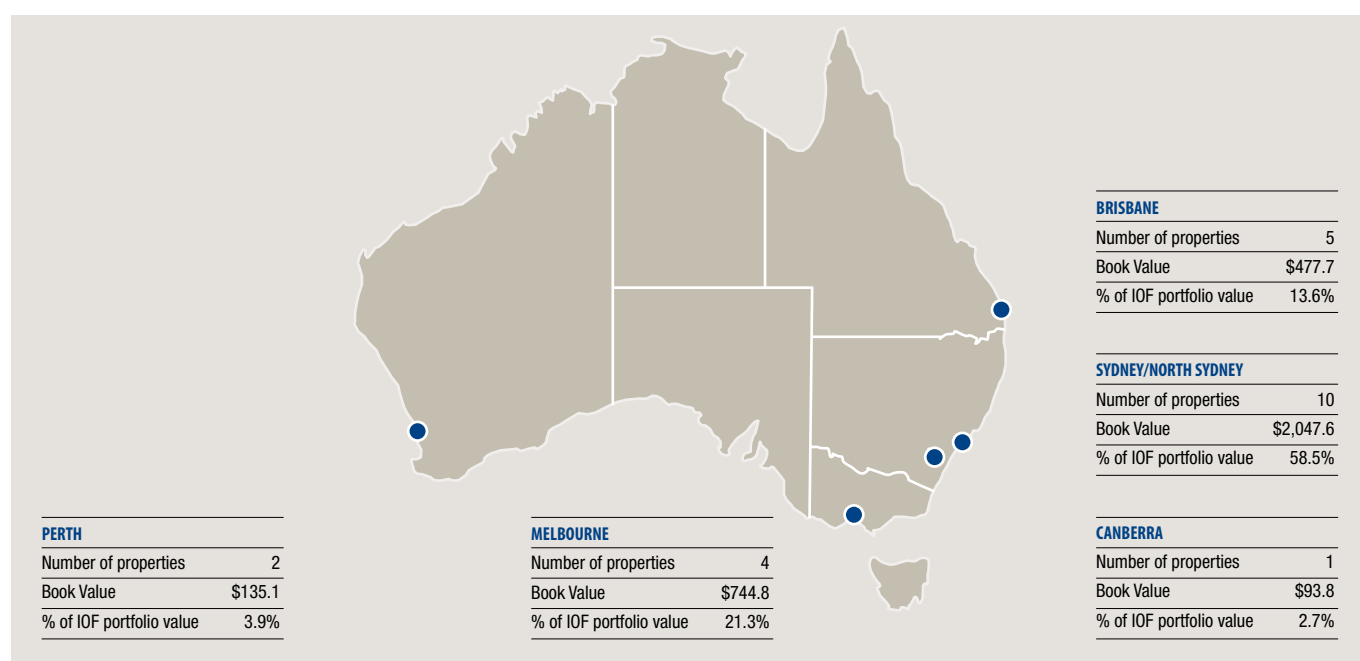 BRISBANE
Number of properties 5
Book Value $477.7
% of IOF portfolio value 13.6%
SYDNEY/NORTH SYDNEY
Number of properties 10
Book Value $2,047.6
% of IOF portfolio value 58.5%
PERTH
Number of properties 2
Book Value $135.1
% of IOF portfolio value 3.9%
MELBOURNE
Number of properties 4
Book Value $744.8
% of IOF portfolio value 21.3%
CANBERRA
Number of properties 1
Book Value $93.8
% of IOF portfolio value 2.7%